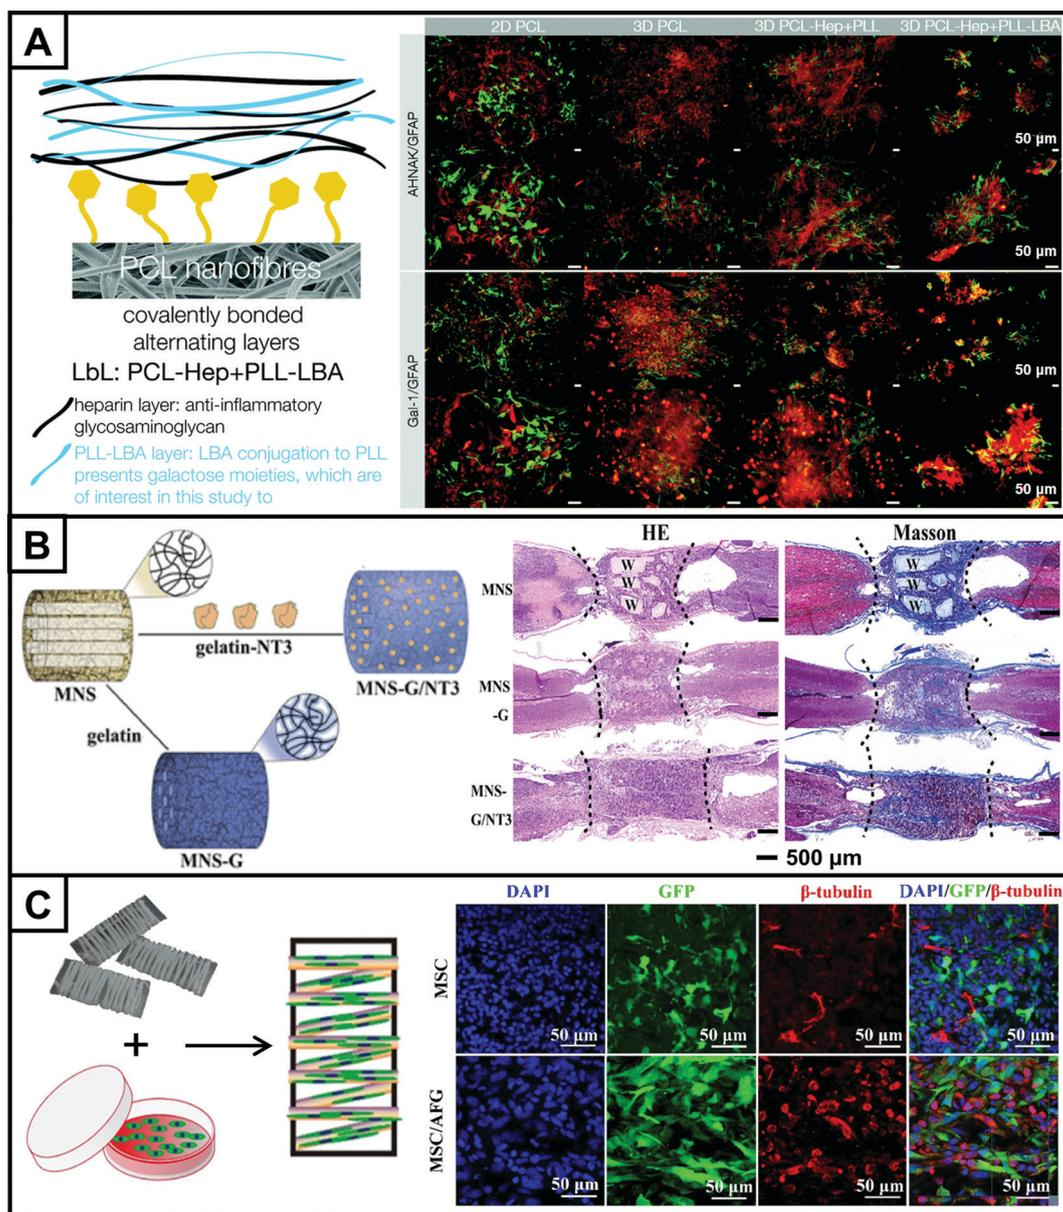 A
2D PCL
3D PCL
3D PCL-Hep+PLL
3D PCL-Hep+PLL-LBA
AHNAK/GFAP
50 µm
50 µm
Gal-1/GFAP
50 µm
50 µm
PCL nanofibres
covalently bonded
alternating layers
LbL: PCL-Hep+PLL-LBA
heparin layer: anti-inflammatory
glycosaminoglycan
PLL-LBA layer: LBA conjugation to PLL
presents galactose moieties, which are
of interest in this study to
B
MNS
gelatin-NT3
MNS-G/NT3
gelatin
MNS-G
HE
Masson
MNS
W
W
W
W
W
W
MNS
-G
MNS-
G/NT3
500 µm
C
+
DAPI
GFP
β-tubulin
DAPI/GFP/β-tubulin
MSC
50 µm
50 µm
50 µm
50 µm
MSC/AFG
50 µm
50 µm
50 µm
50 µm